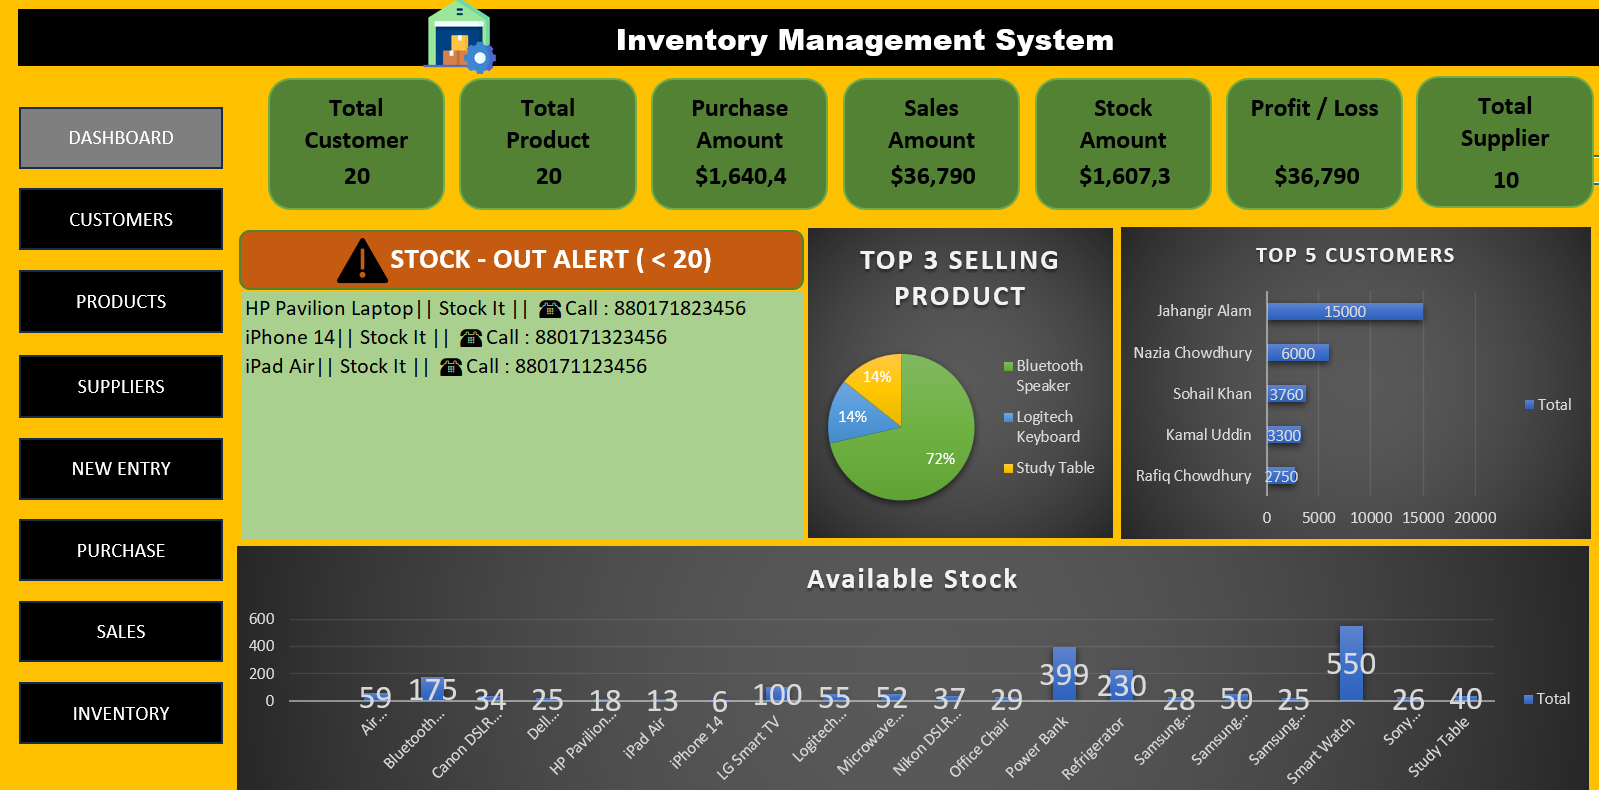 Inventory Management System
DASHBOARD
CUSTOMERS
PRODUCTS
SUPPLIERS
NEW ENTRY
PURCHASE
SALES
INVENTORY
Total
Customer
20
Total
Product
20
Purchase
Amount
$1,640,4
Sales
Amount
$36,790
Stock
Amount
$1,607,3
Profit / Loss
$36,790
Total
Supplier
10
STOCK - OUT ALERT ( < 20)
HP Pavilion Laptop|| Stock It || ☎Call : 880171823456
iPhone 14|| Stock It || ☎Call : 880171323456
iPad Air|| Stock It || ☎Call : 880171123456
TOP 3 SELLING
PRODUCT
14%
14%
72%
Bluetooth
Speaker
Logitech
Keyboard
Study Table
TOP 5 CUSTOMERS
Jahangir Alam 15000
Nazia Chowdhury 6000
Sohail Khan 3760
Kamal Uddin 3300
Rafiq Chowdhury 2750
0 5000 10000 15000 20000
Total
Available Stock
600
400
200
0
59 175 34 25 18 13 6 100 55 52 37 29 399 230 28 50 25 550 26 40
Air...
Bluetooth...
Canon DSLR...
Dell...
HP Pavilion...
iPad Air
iPhone 14
LG Smart TV
Logitech...
Microwave...
Nikon DSLR...
Office Chair
Power Bank
Refrigerator
Samsung...
Samsung...
Samsung...
Smart Watch
Sony...
Study Table
Total